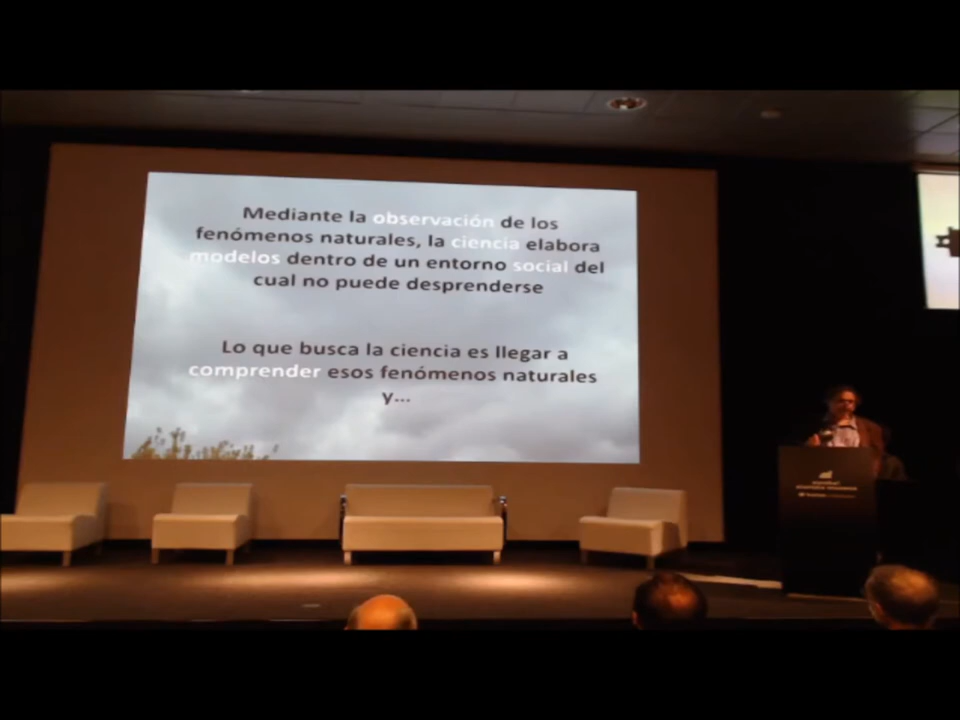 Mediante la observación de los
fenómenos naturales, la ciencia elabora
modelos dentro de un entorno social del
cual no puede desprenderse
Lo que busca la ciencia es llegar a
comprender esos fenómenos naturales
y...